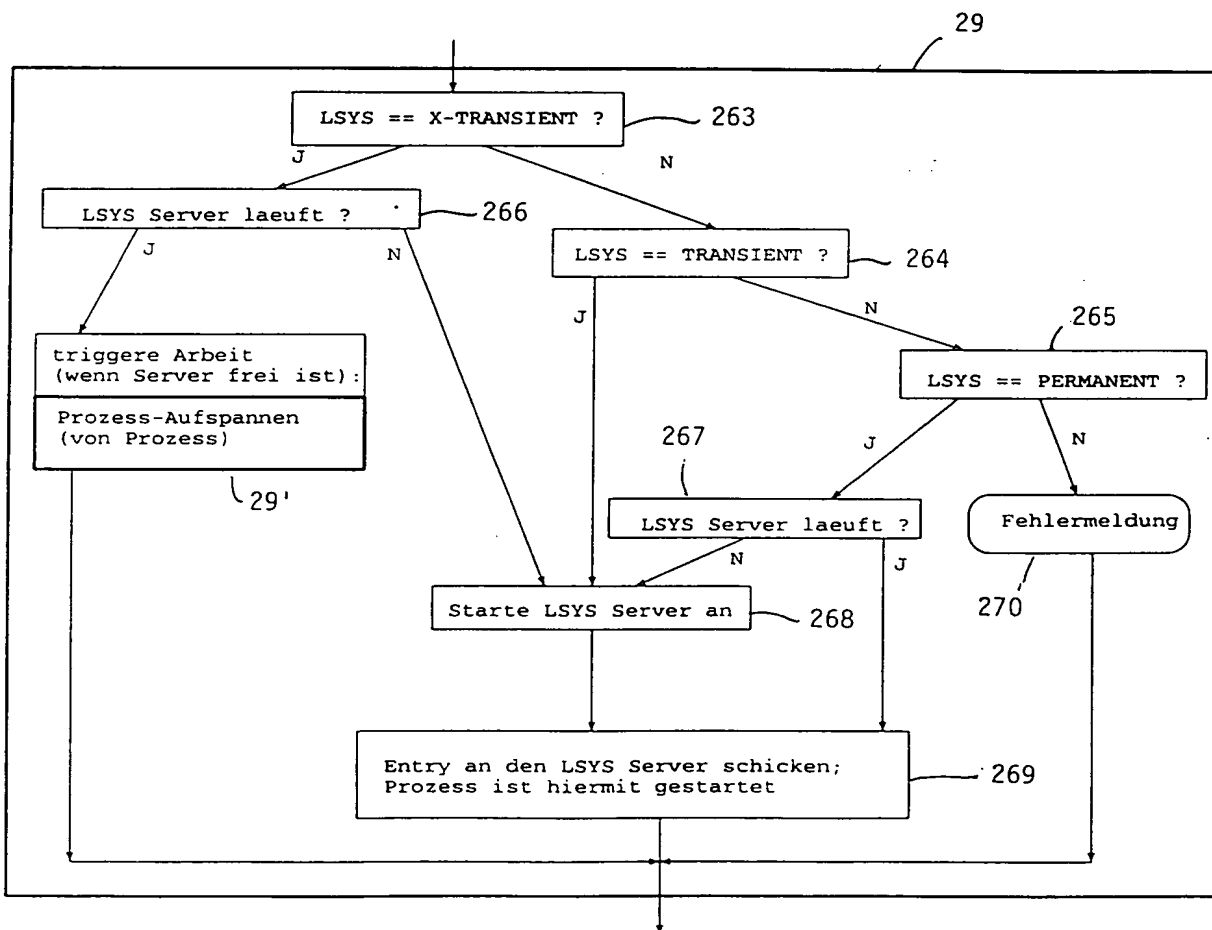 29
LSYS == X-TRANSIENT ?
263
J
N
LSYS Server laeuft ?
266
LSYS == TRANSIENT ?
264
J
N
J
N
265
triggere Arbeit
(wenn Server frei ist):
LSYS == PERMANENT ?
Prozess-Aufspannen
(von Prozess)
267
J
N
29'
LSYS Server laeuft ?
Fehlermeldung
N
J
270
Starte LSYS Server an
268
Entry an den LSYS Server schicken;
Prozess ist hiermit gestartet
269